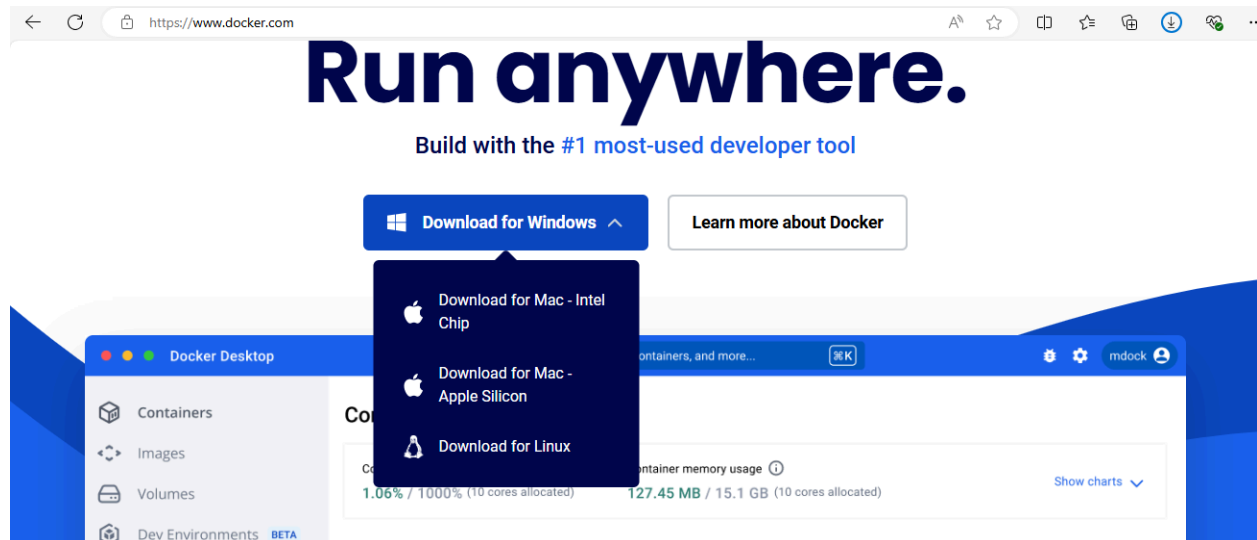 https://www.docker.com
Run anywhere.
Build with the #1 most-used developer tool
Download for Windows
Learn more about Docker
Download for Mac - Intel
Chip
Download for Mac -
Apple Silicon
Download for Linux
Docker Desktop
ontainers, and more...
⌘K
mdock
Containers
Images
Volumes
Dev Environments BETA
Co
Co
ontainer memory usage
1.06% / 1000% (10 cores allocated)
127.45 MB / 15.1 GB (10 cores allocated)
Show charts